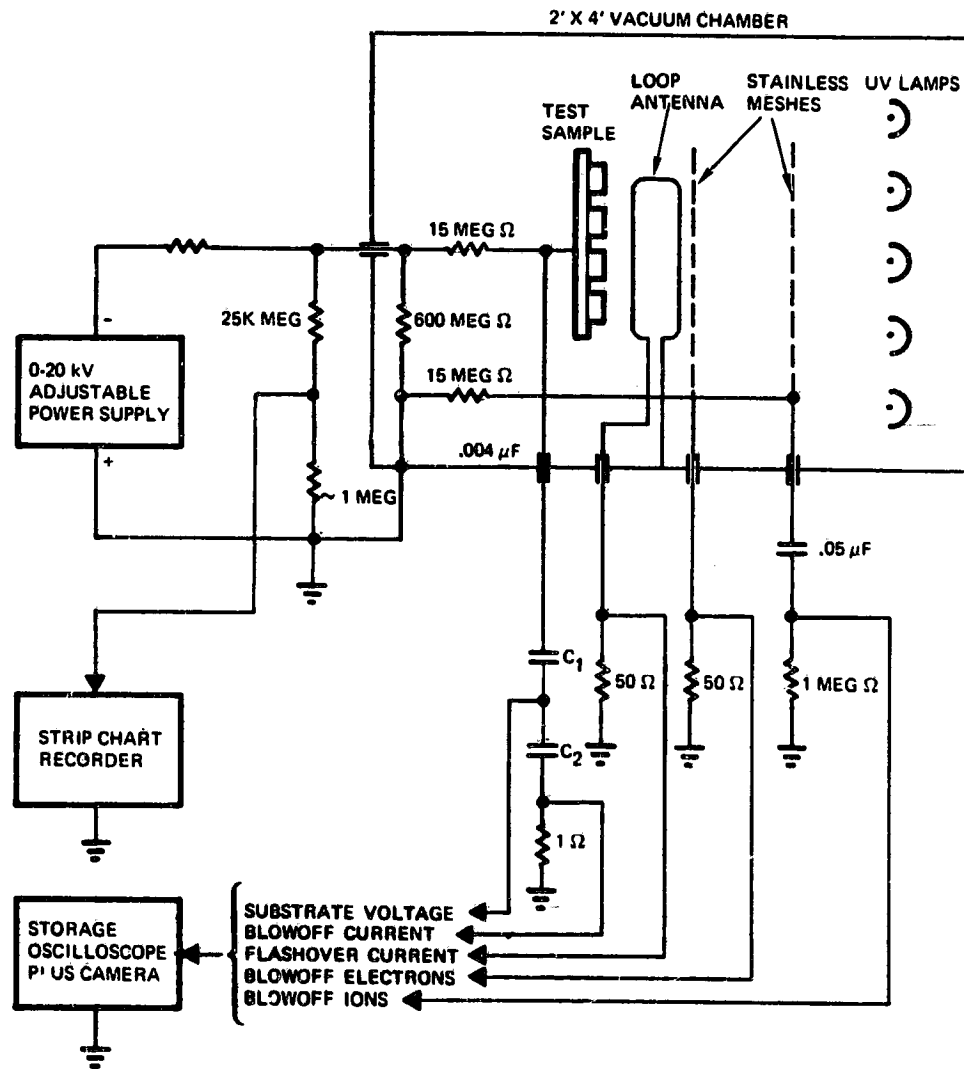 2' X 4' VACUUM CHAMBER
LOOP
ANTENNA
STAINLESS
MESHES
UV LAMPS
TEST
SAMPLE
15 MEG Ω
25K MEG
600 MEG Ω
-
0-20 kV
ADJUSTABLE
POWER SUPPLY
+
15 MEG Ω
.004 μF
~ 1 MEG
.05 μF
C1
50 Ω
50 Ω
1 MEG Ω
STRIP CHART
RECORDER
C2
1 Ω
STORAGE
OSCILLOSCOPE
P' US CAMERA
SUBSTRATE VOLTAGE
BLOWOFF CURRENT
FLASHOVER CURRENT
BLOWOFF ELECTRONS
BLOWOFF IONS